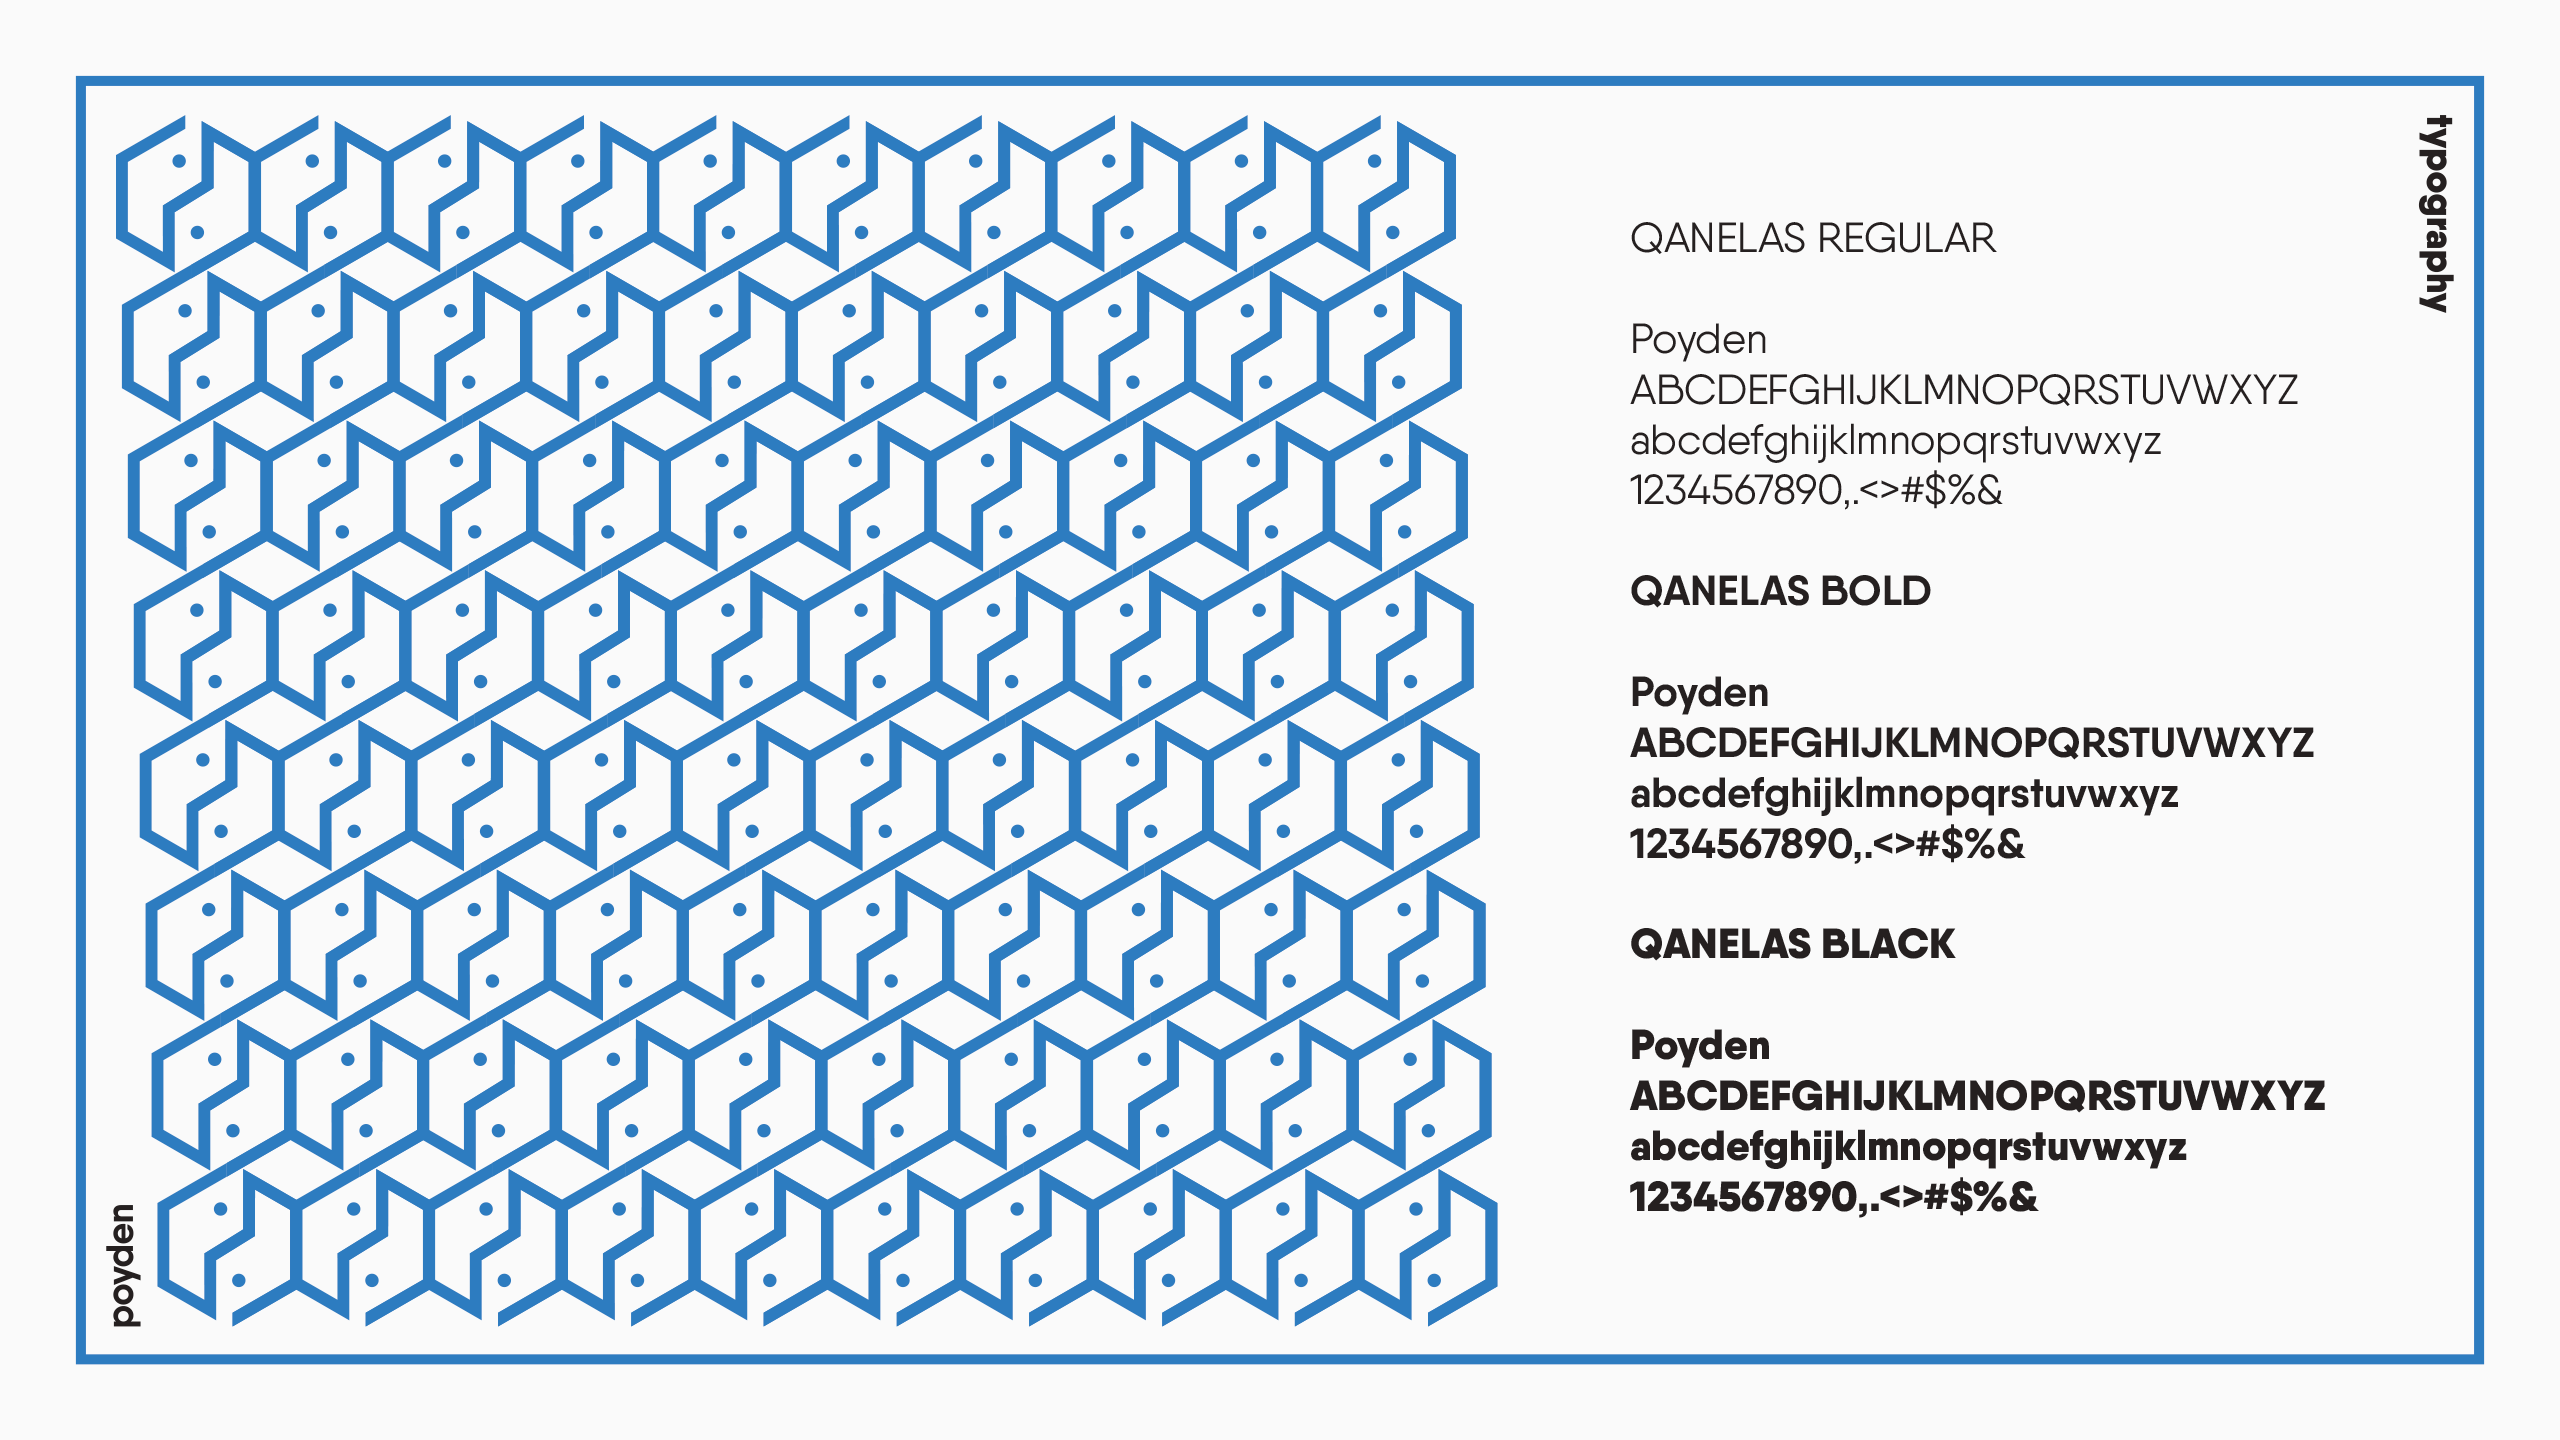 typography
QANELAS REGULAR
Poyden
ABCDEFGHIJKLMNOPQRSTUVWXYZ
abcdefghijklmnopqrstuvwxyz
1234567890,.<>#$%&
QANELAS BOLD
Poyden
ABCDEFGHIJKLMNOPQRSTUVWXYZ
abcdefghijklmnopqrstuvwxyz
1234567890,.<>#$%&
QANELAS BLACK
Poyden
ABCDEFGHIJKLMNOPQRSTUVWXYZ
abcdefghijklmnopqrstuvwxyz
1234567890,.<>#$%&
poyden